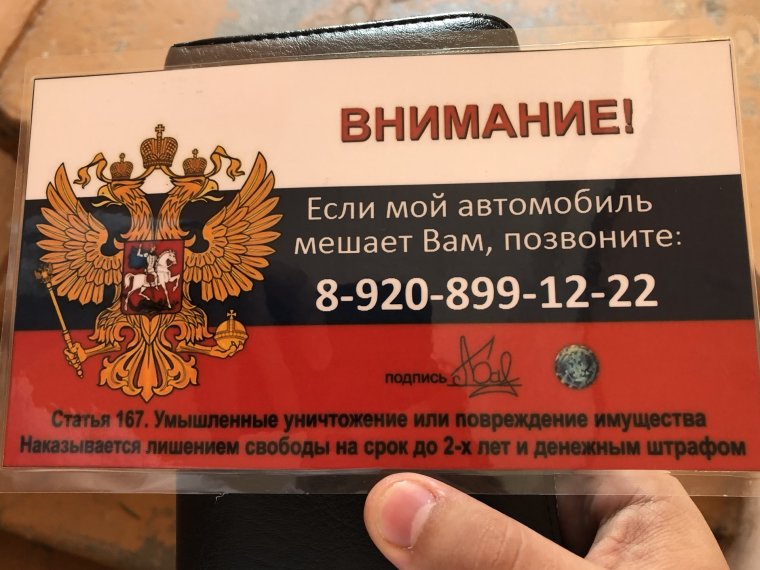 ВНИМАНИЕ!
Если мой автомобиль
мешает Вам, позвоните:
8-920-899-12-22
подпись
Статья 167. Умышленные уничтожение или повреждение имущества
Наказывается лишением свободы на срок до 2-х лет и денежным штрафом